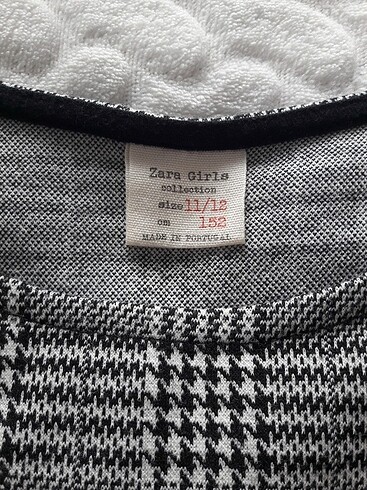 Zara Girls
collection
size 11/12
cm 152
MADE IN PORTUGAL